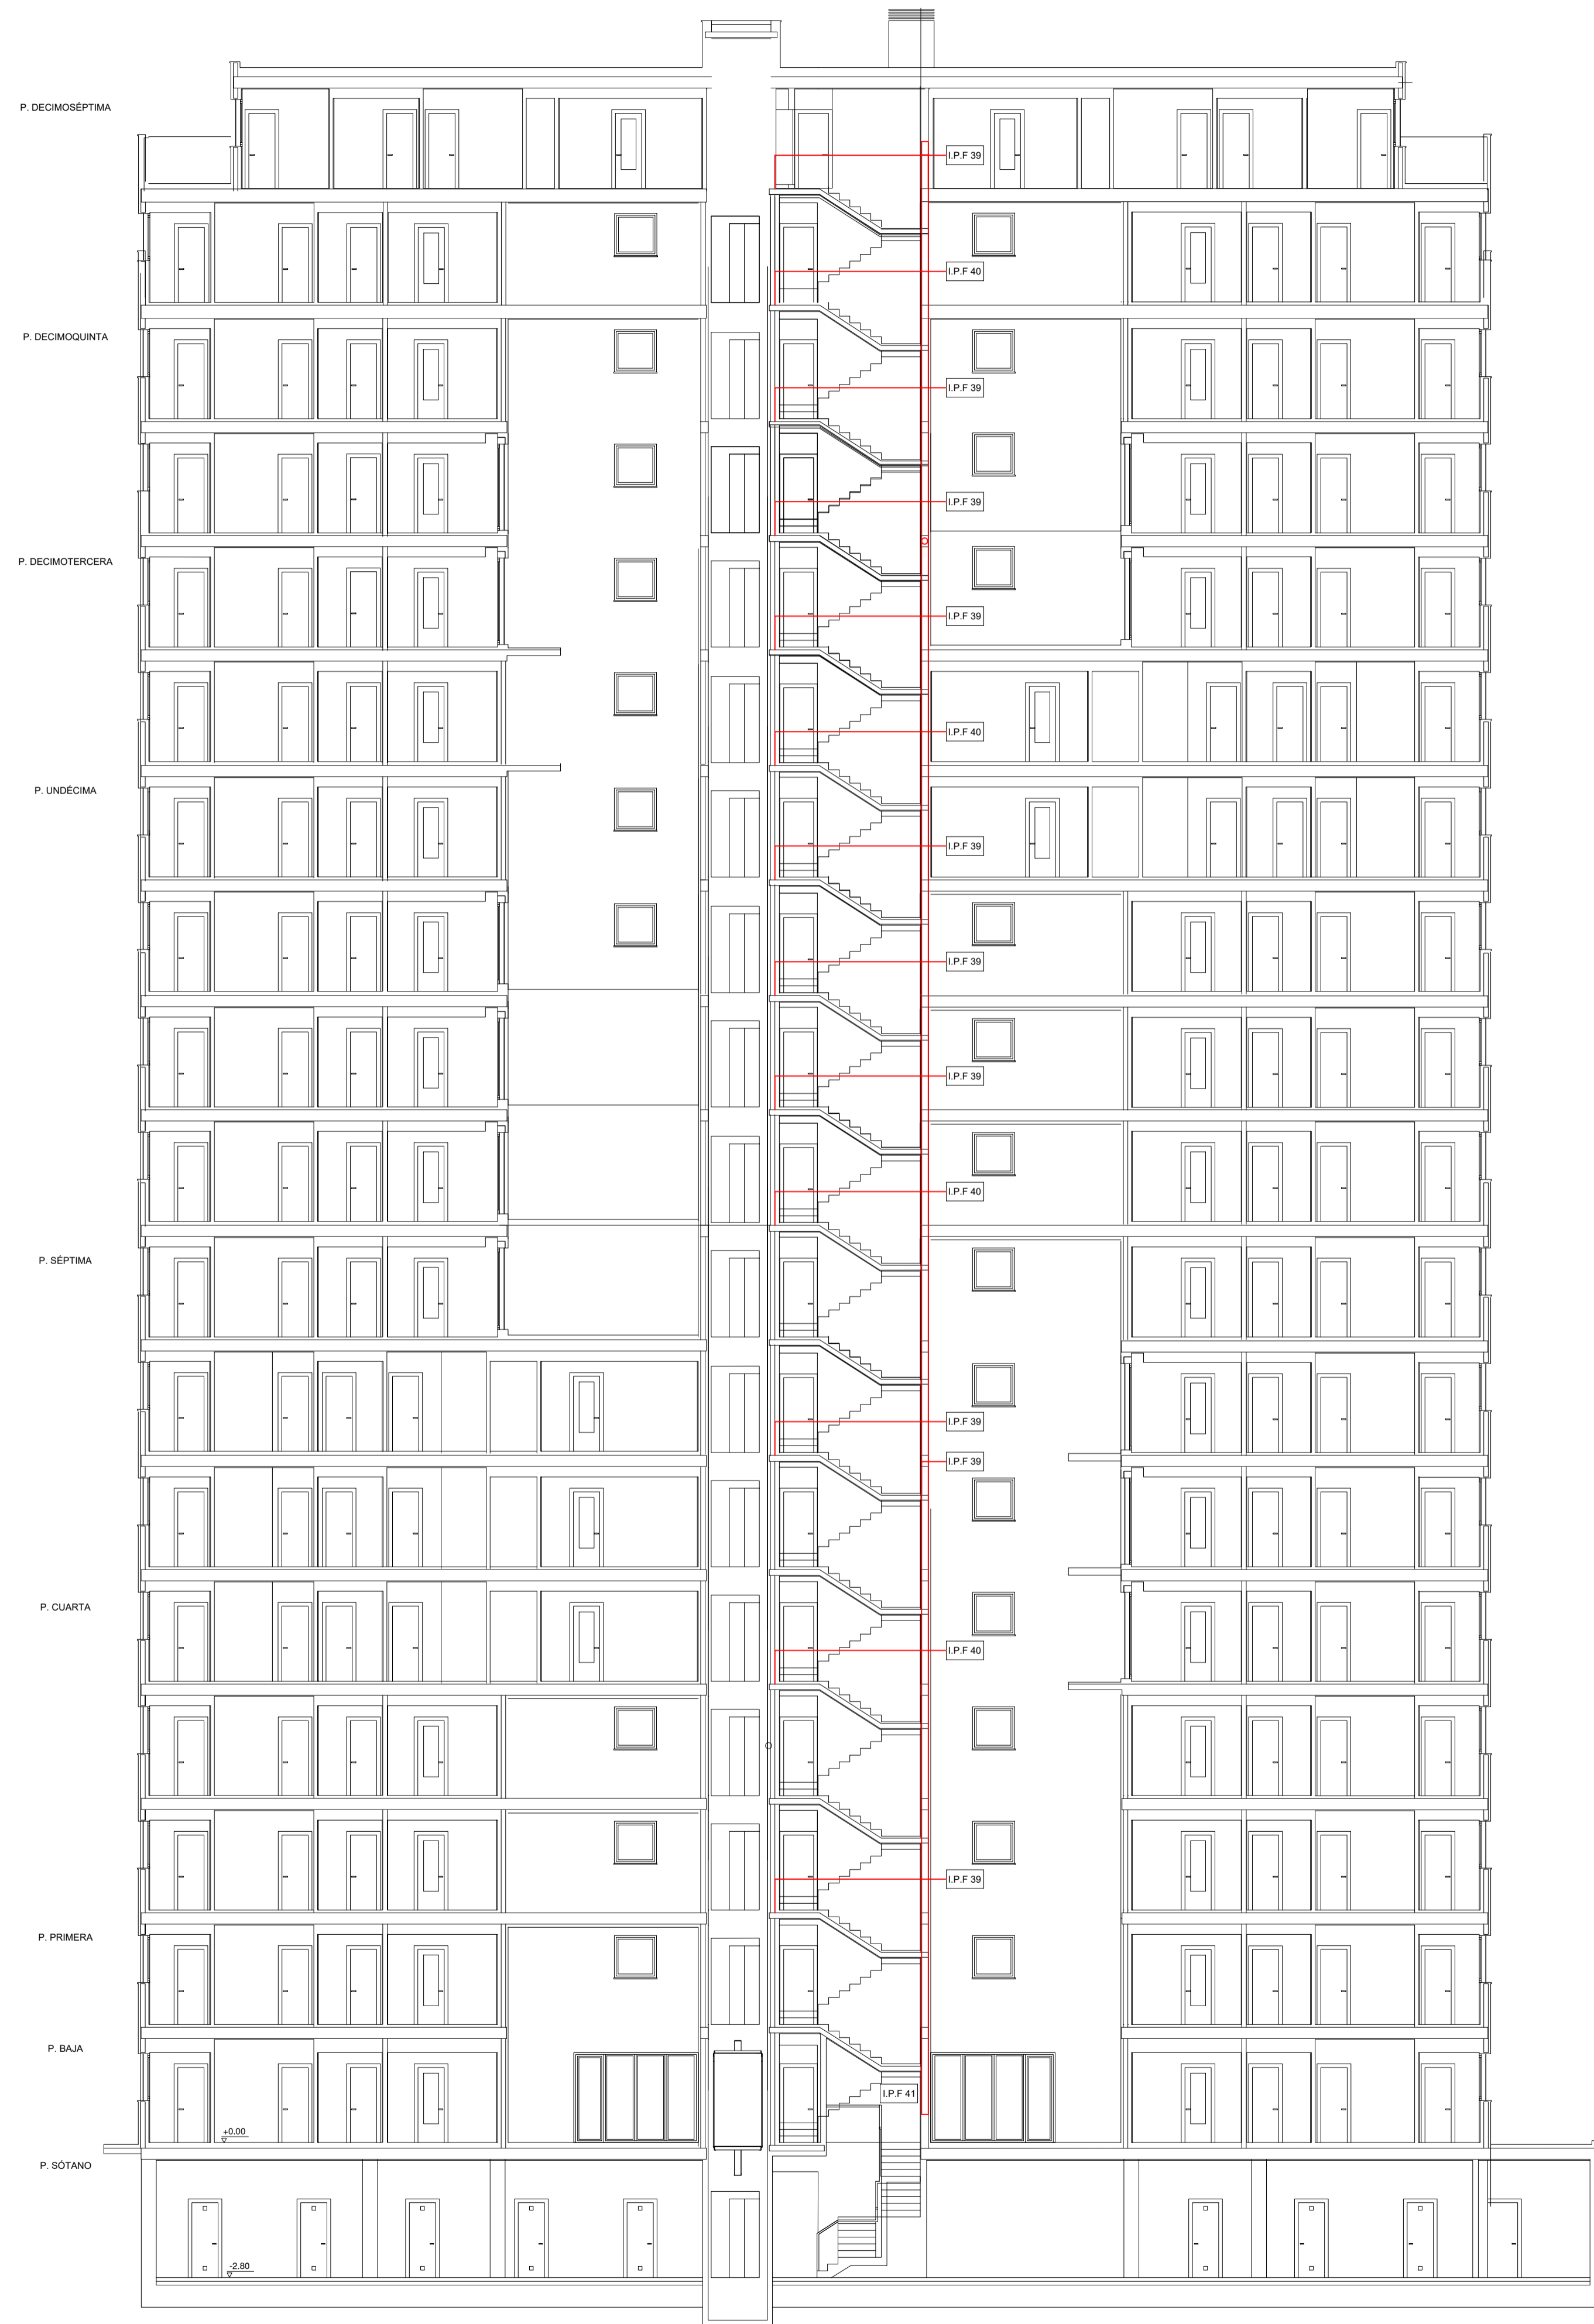 P. DECIMOSÉPTIMA
I.P.F 39
I.P.F 40
P. DECIMOQUINTA
I.P.F 39
I.P.F 39
P. DECIMOTERCERA
I.P.F 39
I.P.F 40
P. UNDÉCIMA
I.P.F 39
I.P.F 39
I.P.F 39
I.P.F 40
P. SÉPTIMA
I.P.F 39
I.P.F 39
P. CUARTA
I.P.F 40
I.P.F 39
P. PRIMERA
P. BAJA
I.P.F 41
+0.00
P. SÓTANO
-2.80